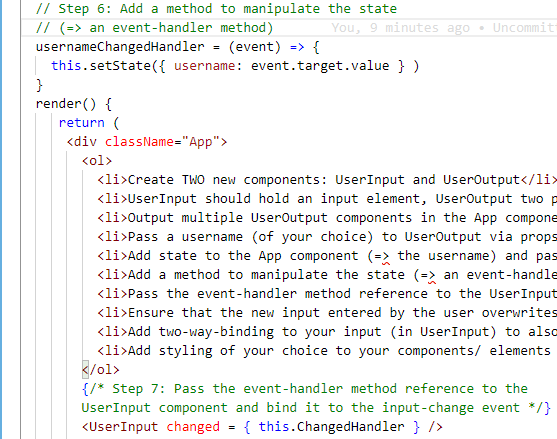 // Step 6: Add a method to manipulate the state
// (=> an event-handler method) You, 9 minutes ago • Uncommitt
usernameChangedHandler = (event) => {
this.setState({ username: event.target.value } )
}
render() {
return (
<div className="App">
<ol>
<li>Create TWO new components: UserInput and UserOutput</li>
<li>UserInput should hold an input element, UserOutput two p
<li>Output multiple UserOutput components in the App compone
<li>Pass a username (of your choice) to UserOutput via props
<li>Add state to the App component (=> the username) and pas
<li>Add a method to manipulate the state (=> an event-handle
<li>Pass the event-handler method reference to the UserInput
<li>Ensure that the new input entered by the user overwrites
<li>Add two-way-binding to your input (in UserInput) to also
<li>Add styling of your choice to your components/ elements
</ol>
{/* Step 7: Pass the event-handler method reference to the
UserInput component and bind it to the input-change event */}
<UserInput changed = { this.ChangedHandler } />